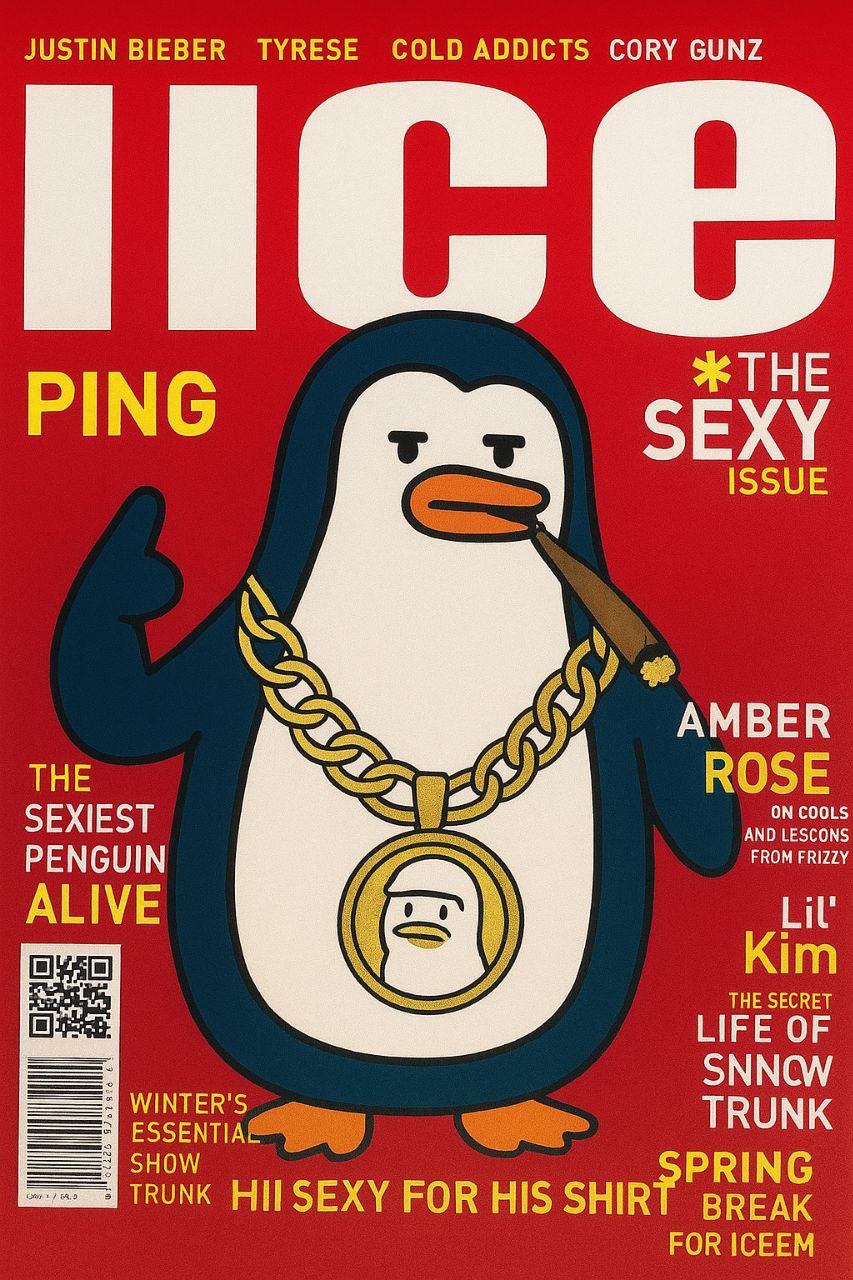 JUSTIN BIEBER TYRESE COLD ADDICTS CORY GUNZ
IICE
PING
*THE
SEXY
ISSUE
AMBER
ROSE
ON COOLS
AND LESCONS
FROM FRIZZY
THE
SEXIEST
PENGUIN
ALIVE
Lil'
Kim
THE SECRET
LIFE OF
SNNOW
TRUNK
WINTER'S
ESSENTIAL
SHOW
TRUNK
HII SEXY FOR HIS SHIRT
SPRING
BREAK
FOR ICEEM